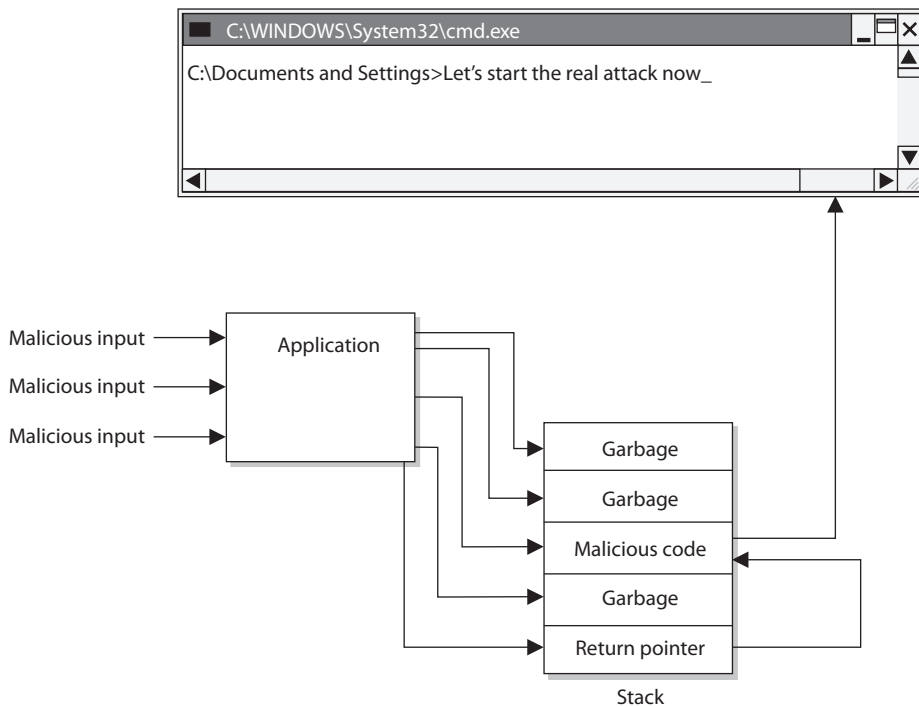 C:\WINDOWS\System32\cmd.exe
C:\Documents and Settings>Let's start the real attack now_
Malicious input
Application
Malicious input
Malicious input
Garbage
Garbage
Malicious code
Garbage
Return pointer
Stack